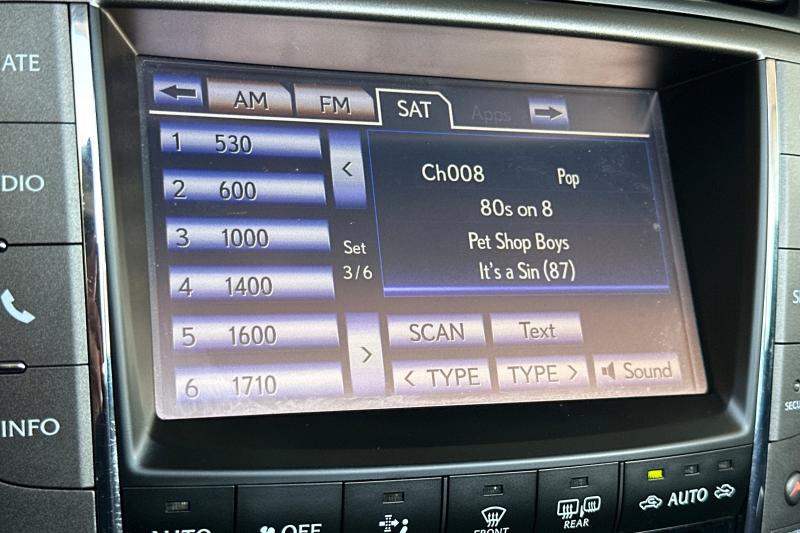 ATE
DIO
INFO
AM FM SAT Apps
1 530
2 600
3 1000
4 1400
5 1600
6 1710
Set
3/6
Ch008 Pop
80s on 8
Pet Shop Boys
It's a Sin (87)
SCAN Text
< TYPE TYPE > Sound
AUTO
OFF
FRONT
REAR
AUTO
S
SECU